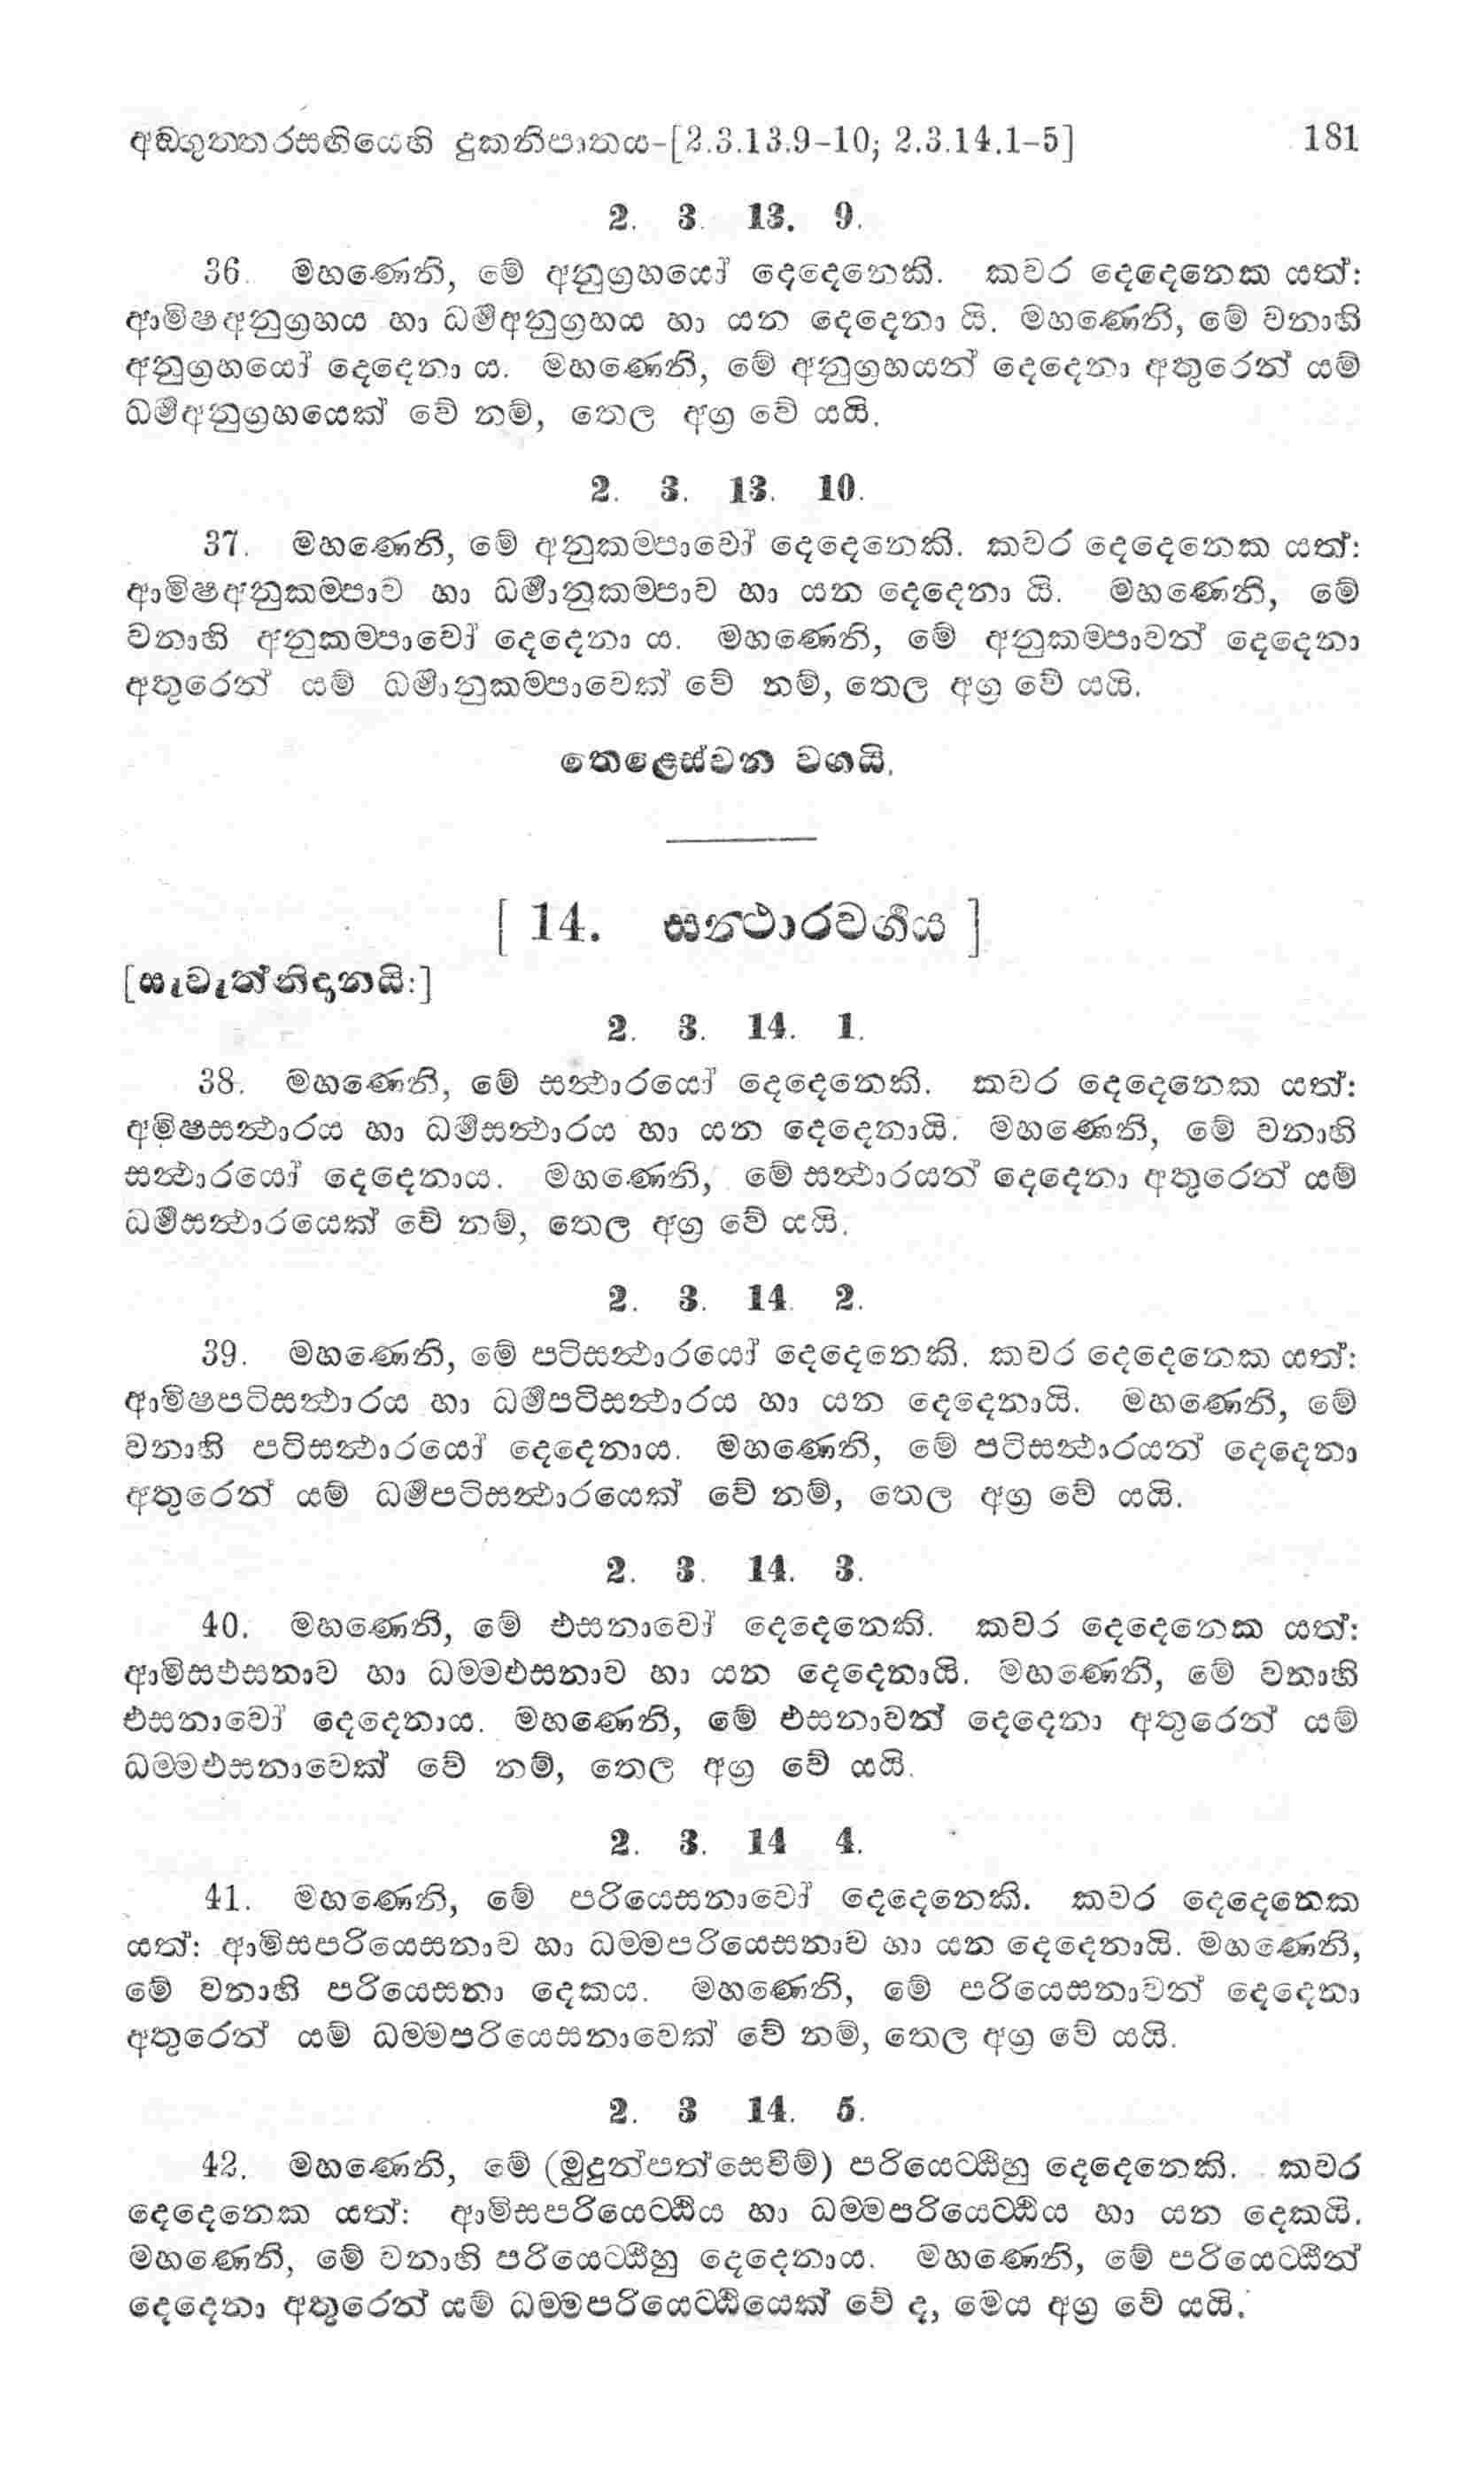 අඞ්ගුත්තරසඟියෙහි දුකනිපාතය-[2.3.13.9-10; 2.3.14.1-5] 181
2. 3. 13. 9.
36. මහණෙනි, මේ අනුග්‍රහයෝ දෙදෙනෙකි. කවර දෙදෙනෙක යත්:
ආමිෂඅනුග්‍රහය හා ධර්‍මඅනුග්‍රහය හා යන දෙදෙනා යි. මහණෙනි, මේ වනාහි
අනුග්‍රහයෝ දෙදෙනා ය. මහණෙනි, මේ අනුග්‍රහයන් දෙදෙනා අතුරෙන් යම්
ධර්‍මඅනුග්‍රහයෙක් වේ නම්, තෙල අග්‍ර වේ යයි.
2. 3. 13. 10.
37. මහණෙනි, මේ අනුකම්පාවෝ දෙදෙනෙකි. කවර දෙදෙනෙක යත්:
ආමිෂඅනුකම්පාව හා ධර්‍මානුකම්පාව හා යන දෙදෙනා යි. මහණෙනි, මේ
වනාහි අනුකම්පාවෝ දෙදෙනා ය. මහණෙනි, මේ අනුකම්පාවන් දෙදෙනා
අතුරෙන් යම් ධර්‍මානුකම්පාවෙක් වේ නම්, තෙල අග්‍ර වේ යයි.
තෙළෙස්වන වගයි.
[ 14. සන්‍ථාරවර්‍ගය ]
[සැවැත්නිදානයි:]
2. 3. 14. 1.
38. මහණෙනි, මේ සන්‍ථාරයෝ දෙදෙනෙකි. කවර දෙදෙනෙක යත්:
අමිෂසන්‍ථාරය හා ධර්‍මසන්‍ථාරය හා යන දෙදෙනායි. මහණෙනි, මේ වනාහි
සන්‍ථාරයෝ දෙදෙනාය. මහණෙනි, මේ සන්‍ථාරයන් දෙදෙනා අතුරෙන් යම්
ධර්‍මසන්‍ථාරයෙක් වේ නම්, තෙල අග්‍ර වේ යයි.
2. 3. 14. 2.
39. මහණෙනි, මේ පටිසන්‍ථාරයෝ දෙදෙනෙකි. කවර දෙදෙනෙක යත්:
ආමිෂපටිසන්‍ථාරය හා ධර්‍මපටිසන්‍ථාරය හා යන දෙදෙනායි. මහණෙනි, මේ
වනාහි පටිසන්‍ථාරයෝ දෙදෙනාය. මහණෙනි, මේ පටිසන්‍ථාරයන් දෙදෙනා
අතුරෙන් යම් ධර්‍මපටිසන්‍ථාරයෙක් වේ නම්, තෙල අග්‍ර වේ යයි.
2. 3. 14. 3.
40. මහණෙනි, මේ එසනාවෝ දෙදෙනෙකි. කවර දෙදෙනෙක යත්:
ආමිසඑසනාව හා ධම්මඑසනාව හා යන දෙදෙනායි. මහණෙනි, මේ වනාහි
එසනාවෝ දෙදෙනාය. මහණෙනි, මේ එසනාවන් දෙදෙනා අතුරෙන් යම්
ධම්මඑසනාවෙක් වේ නම්, තෙල අග්‍ර වේ යයි.
2. 3. 14 4.
41. මහණෙනි, මේ පරියෙසනාවෝ දෙදෙනෙකි. කවර දෙදෙනෙක
යත්: ආමිසපරියෙසනාව හා ධම්මපරියෙසනාව හා යන දෙදෙනායි. මහණෙනි,
මේ වනාහි පරියෙසනා දෙකය. මහණෙනි, මේ පරියෙසනාවන් දෙදෙනා
අතුරෙන් යම් ධම්මපරියෙසනාවෙක් වේ නම්, තෙල අග්‍ර වේ යයි.
2. 3 14. 5.
42. මහණෙනි, මේ (මුදුන්පත්සෙවීම්) පරියෙට්ඨීහු දෙදෙනෙකි. කවර
දෙදෙනෙක යත්: ආමිසපරියෙට්ඨිය හා ධම්මපරියෙට්ඨිය හා යන දෙකයි.
මහණෙනි, මේ වනාහි පරියෙට්ඨීහු දෙදෙනාය. මහණෙනි, මේ පරියෙට්ඨීන්
දෙදෙනා අතුරෙන් යම් ධම්මපරියෙට්ඨියෙක් වේ ද, මෙය අග්‍ර වේ යයි.